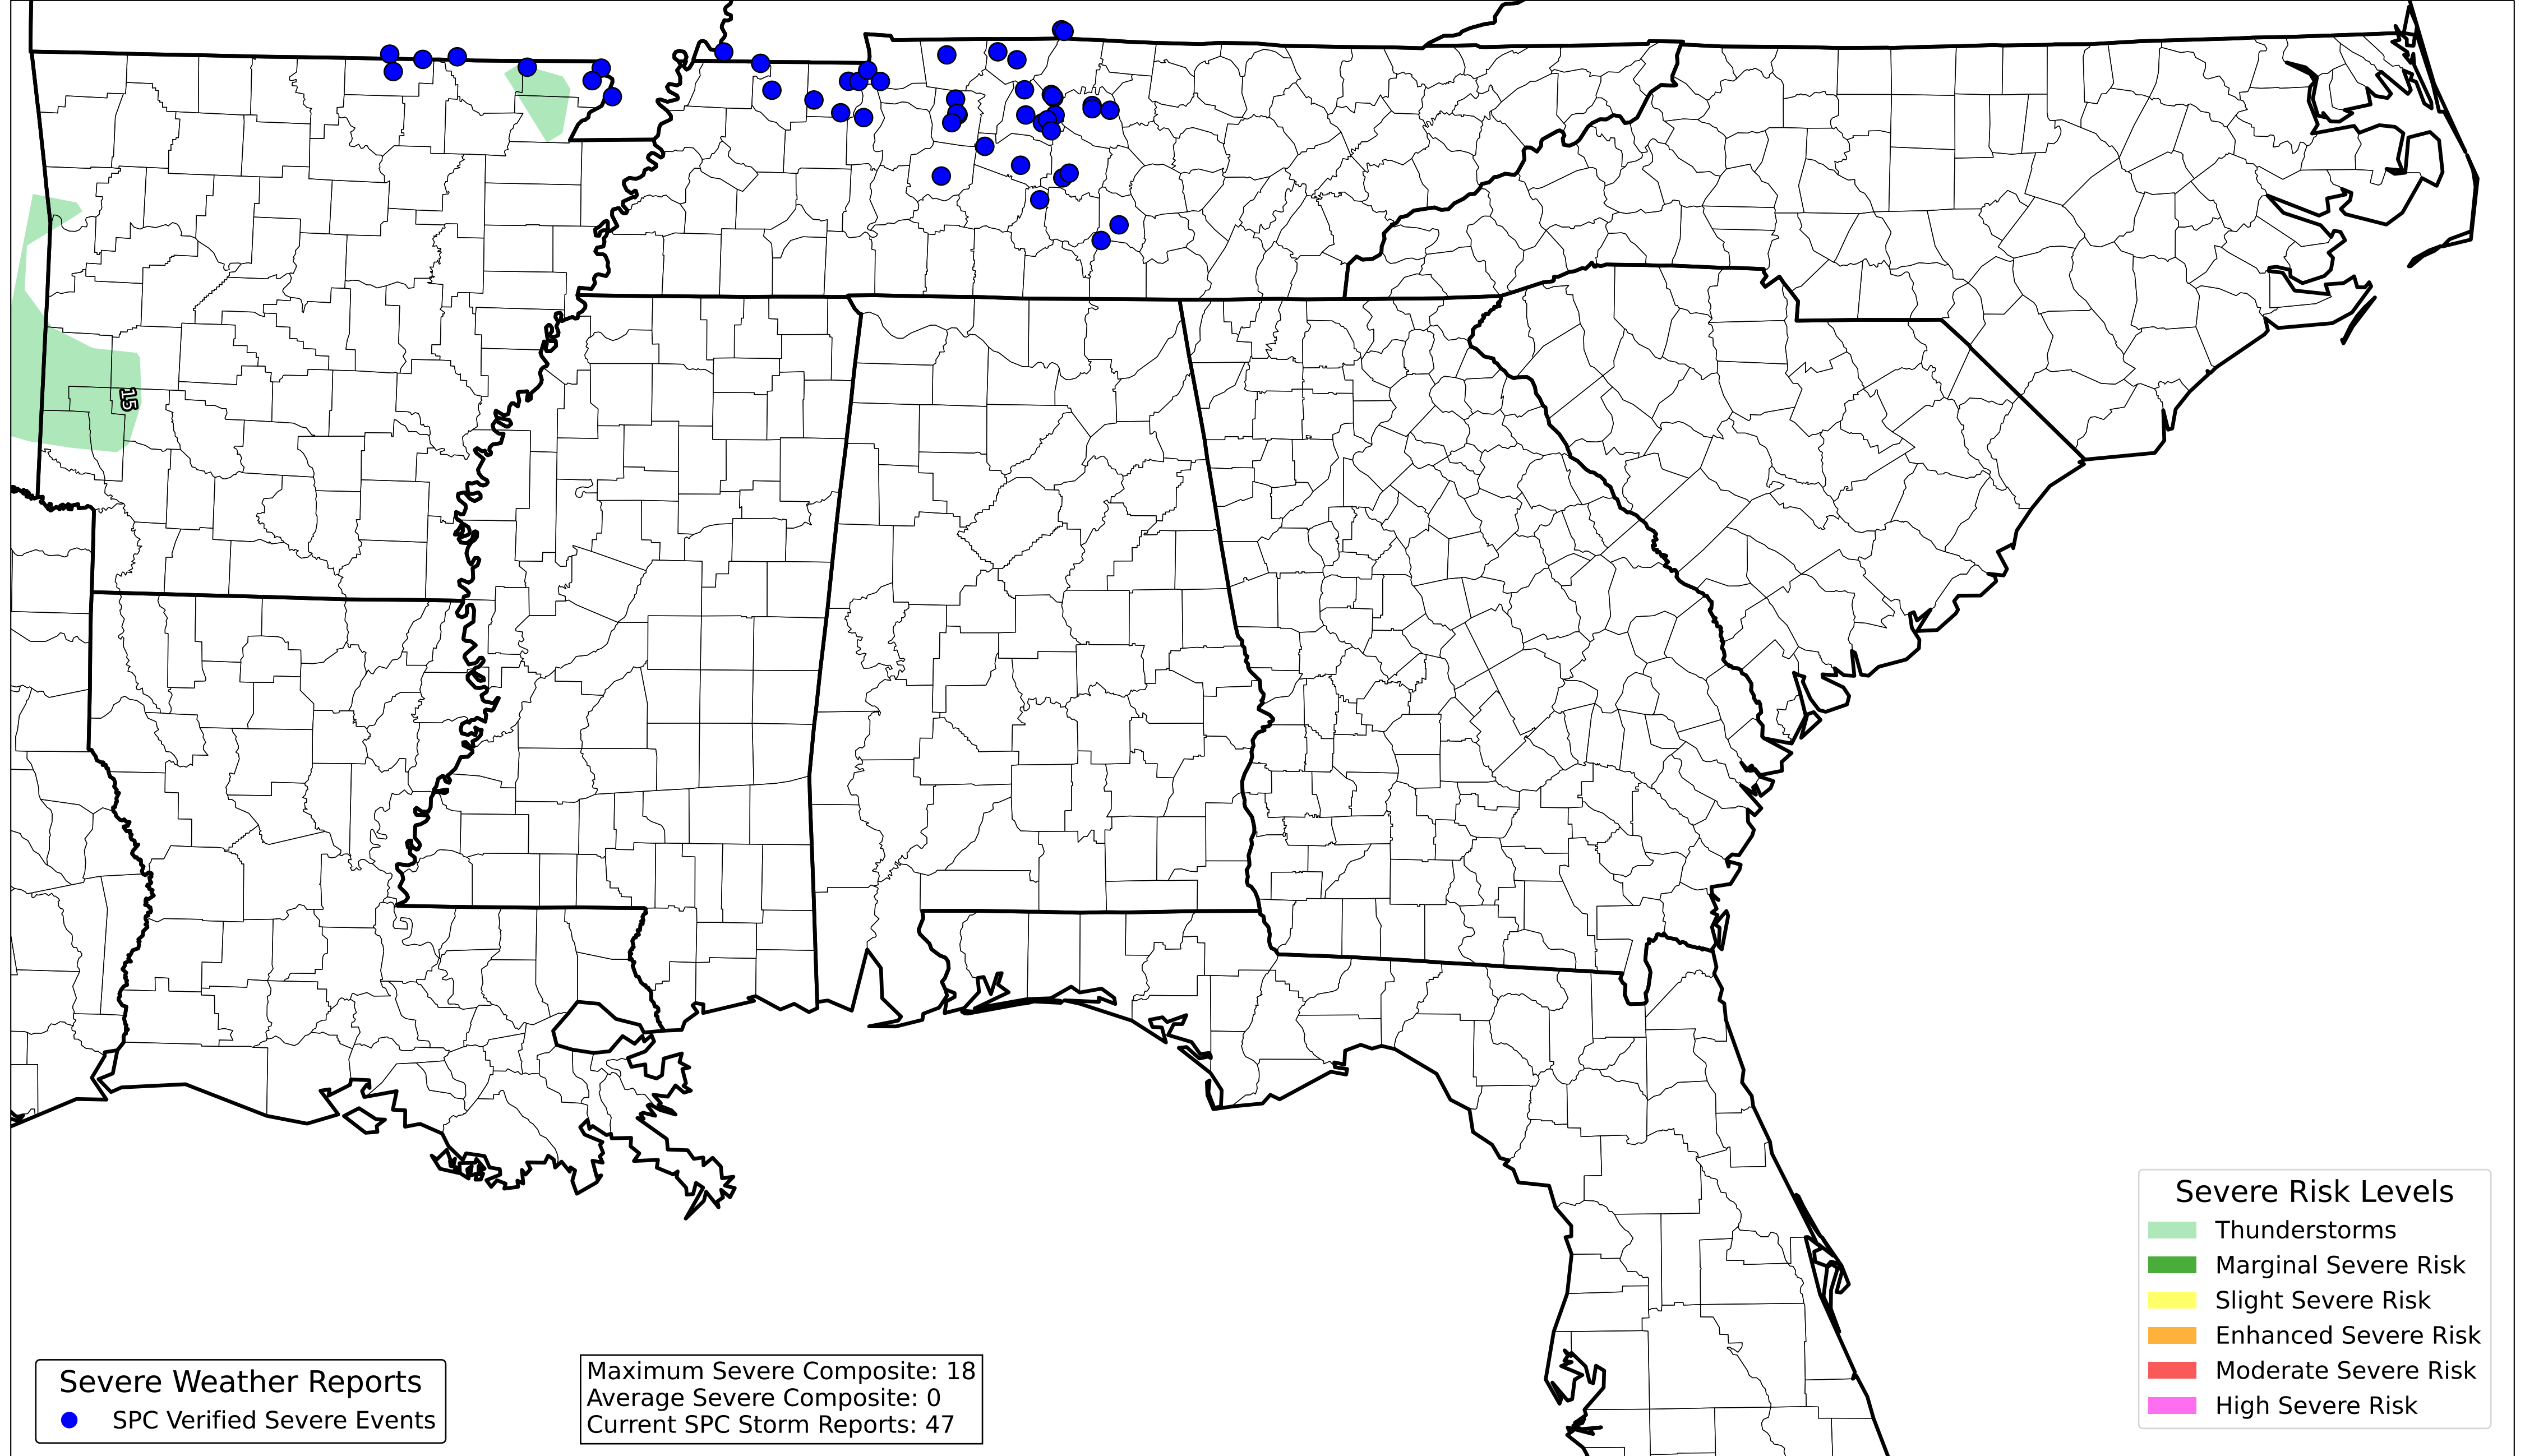 15
Severe Weather Reports
SPC Verified Severe Events
Maximum Severe Composite: 18
Average Severe Composite: 0
Current SPC Storm Reports: 47
Severe Risk Levels
Thunderstorms
Marginal Severe Risk
Slight Severe Risk
Enhanced Severe Risk
Moderate Severe Risk
High Severe Risk